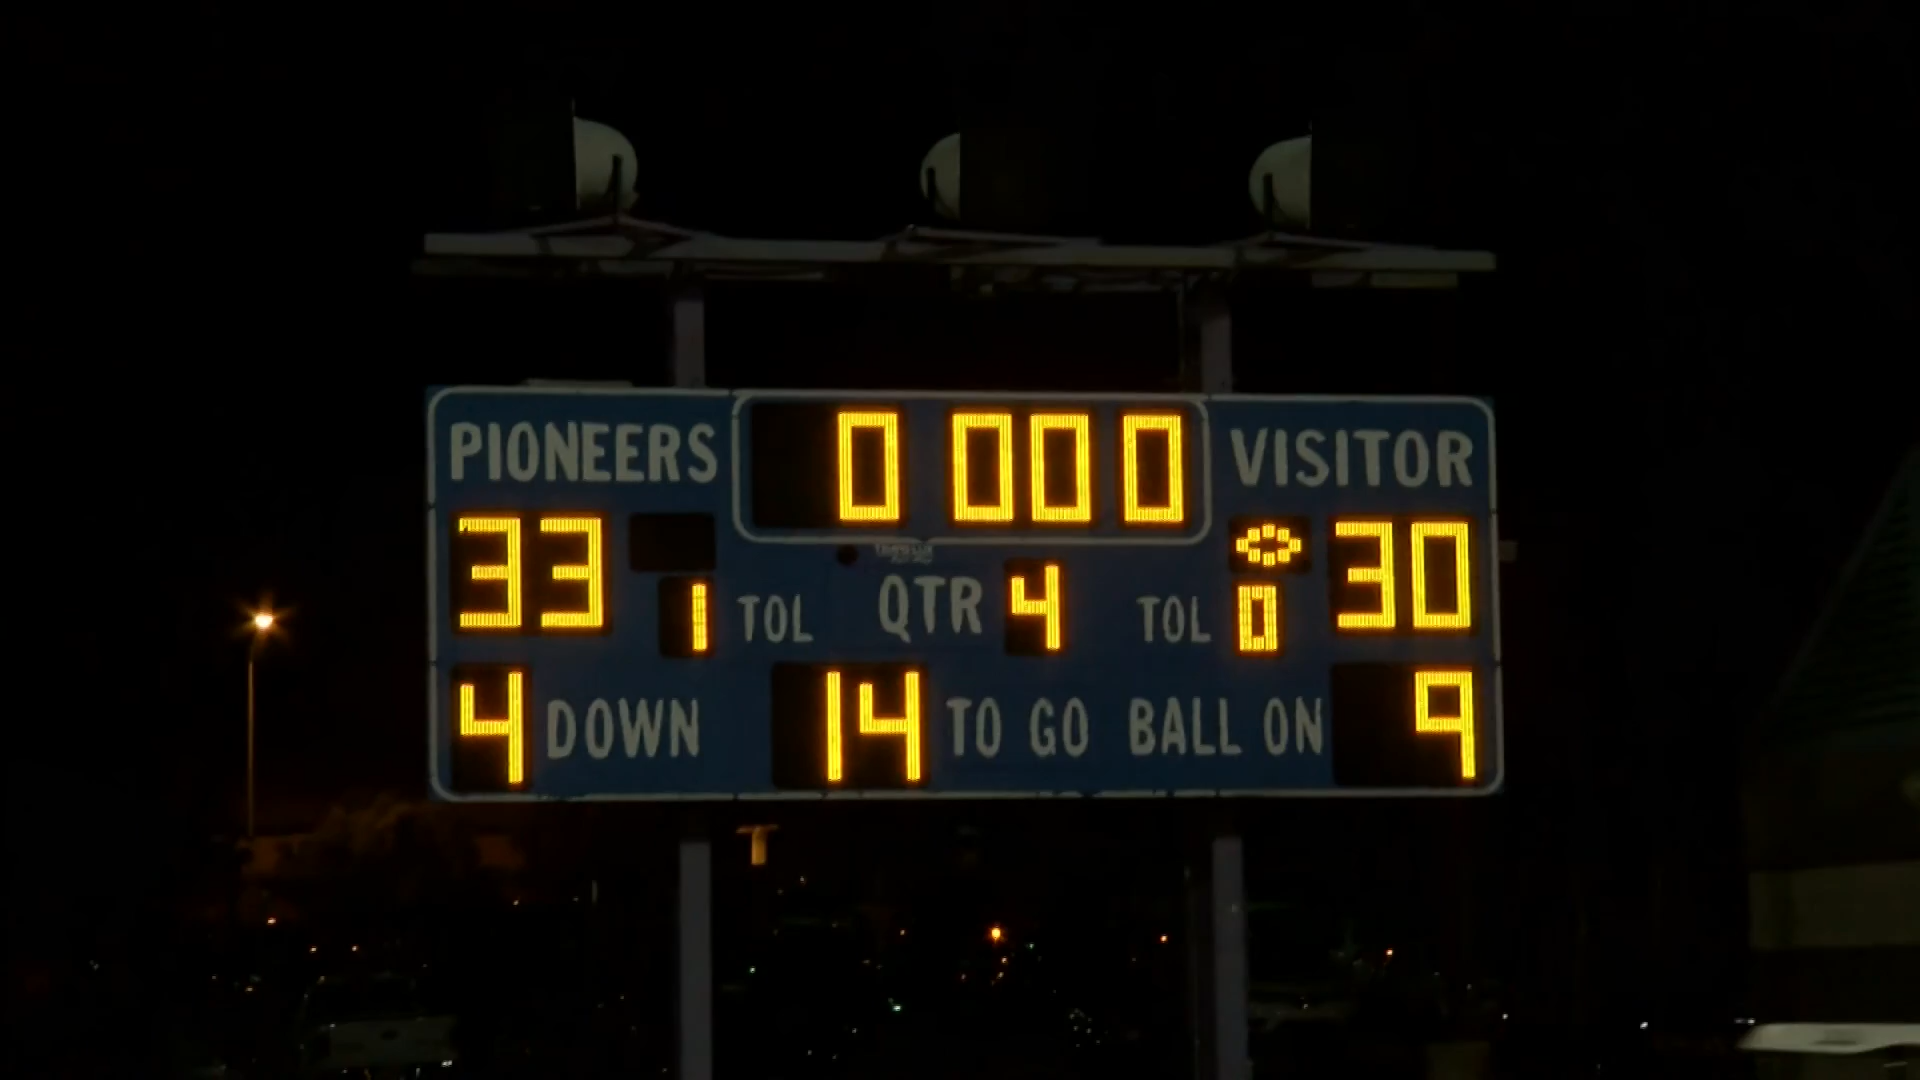 PIONEERS 0 000 VISITOR
33 30
1 TOL QTR 4 TOL 0
4 DOWN 14 TO GO BALL ON 9